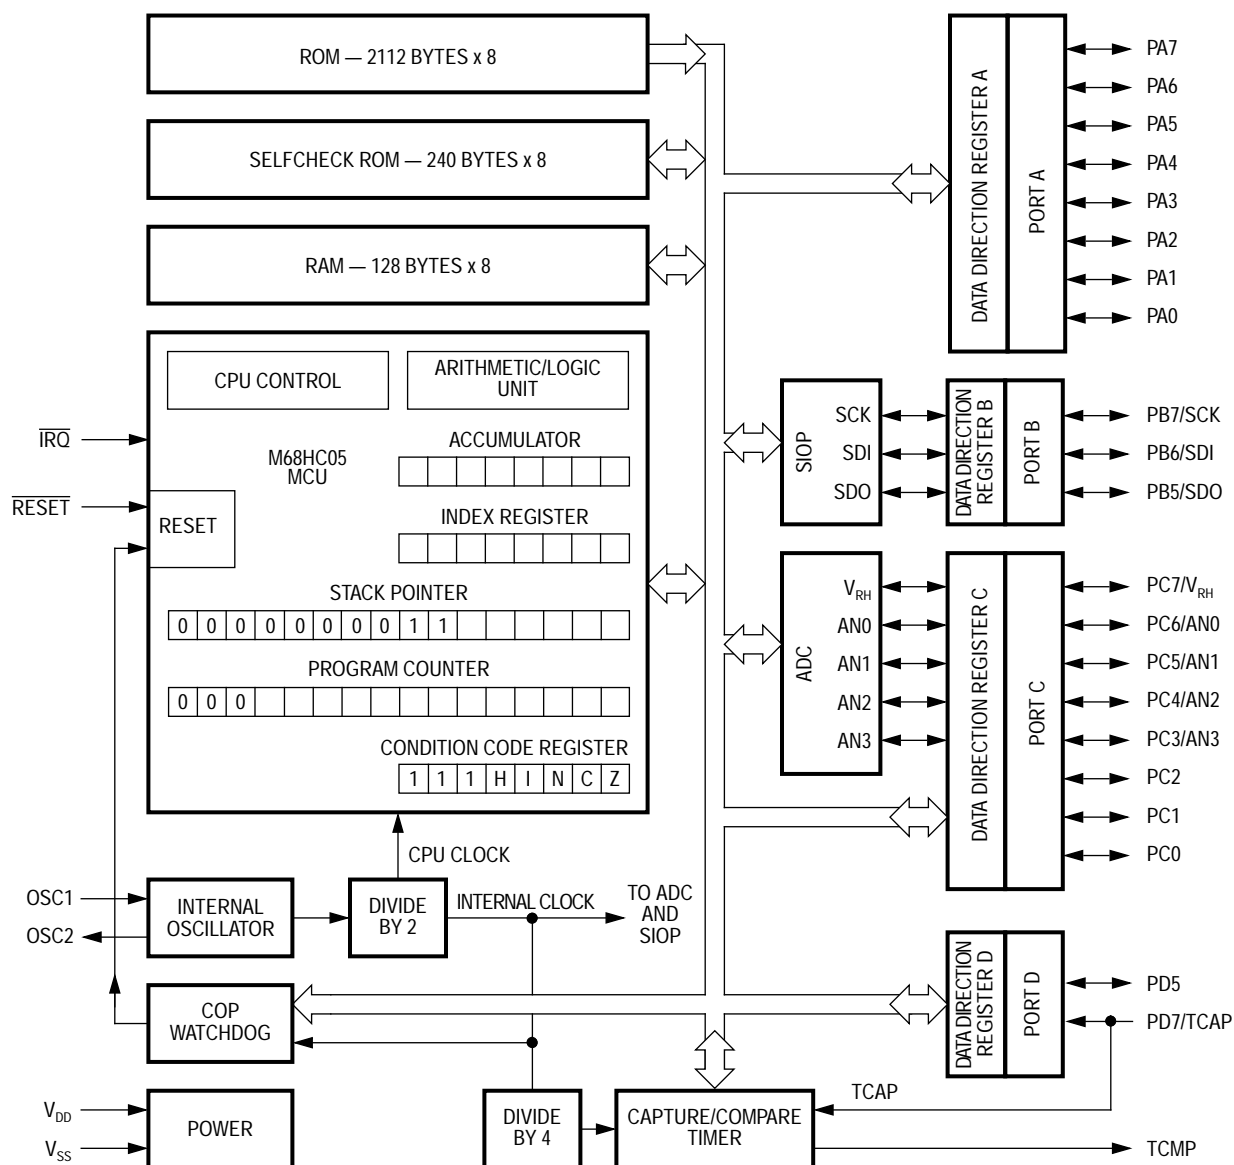 ROM — 2112 BYTES x 8
SELFCHECK ROM — 240 BYTES x 8
RAM — 128 BYTES x 8
CPU CONTROL
ARITHMETIC/LOGIC
UNIT
M68HC05
MCU
ACCUMULATOR
INDEX REGISTER
IRQ
RESET
RESET
STACK POINTER
0 0 0 0 0 0 0 0 1 1
PROGRAM COUNTER
0 0 0
CONDITION CODE REGISTER
1 1 1 H I N C Z
CPU CLOCK
OSC1
OSC2
INTERNAL
OSCILLATOR
DIVIDE
BY 2
INTERNAL CLOCK
TO ADC
AND
SIOP
COP
WATCHDOG
V_DD
V_SS
POWER
DIVIDE
BY 4
CAPTURE/COMPARE
TIMER
TCAP
TCMP
DATA DIRECTION REGISTER A
PORT A
PA7
PA6
PA5
PA4
PA3
PA2
PA1
PA0
SIOP
SCK
SDI
SDO
DATA DIRECTION
REGISTER B
PORT B
PB7/SCK
PB6/SDI
PB5/SDO
ADC
V_RH
AN0
AN1
AN2
AN3
DATA DIRECTION REGISTER C
PORT C
PC7/V_RH
PC6/AN0
PC5/AN1
PC4/AN2
PC3/AN3
PC2
PC1
PC0
DATA DIRECTION
REGISTER D
PORT D
PD5
PD7/TCAP